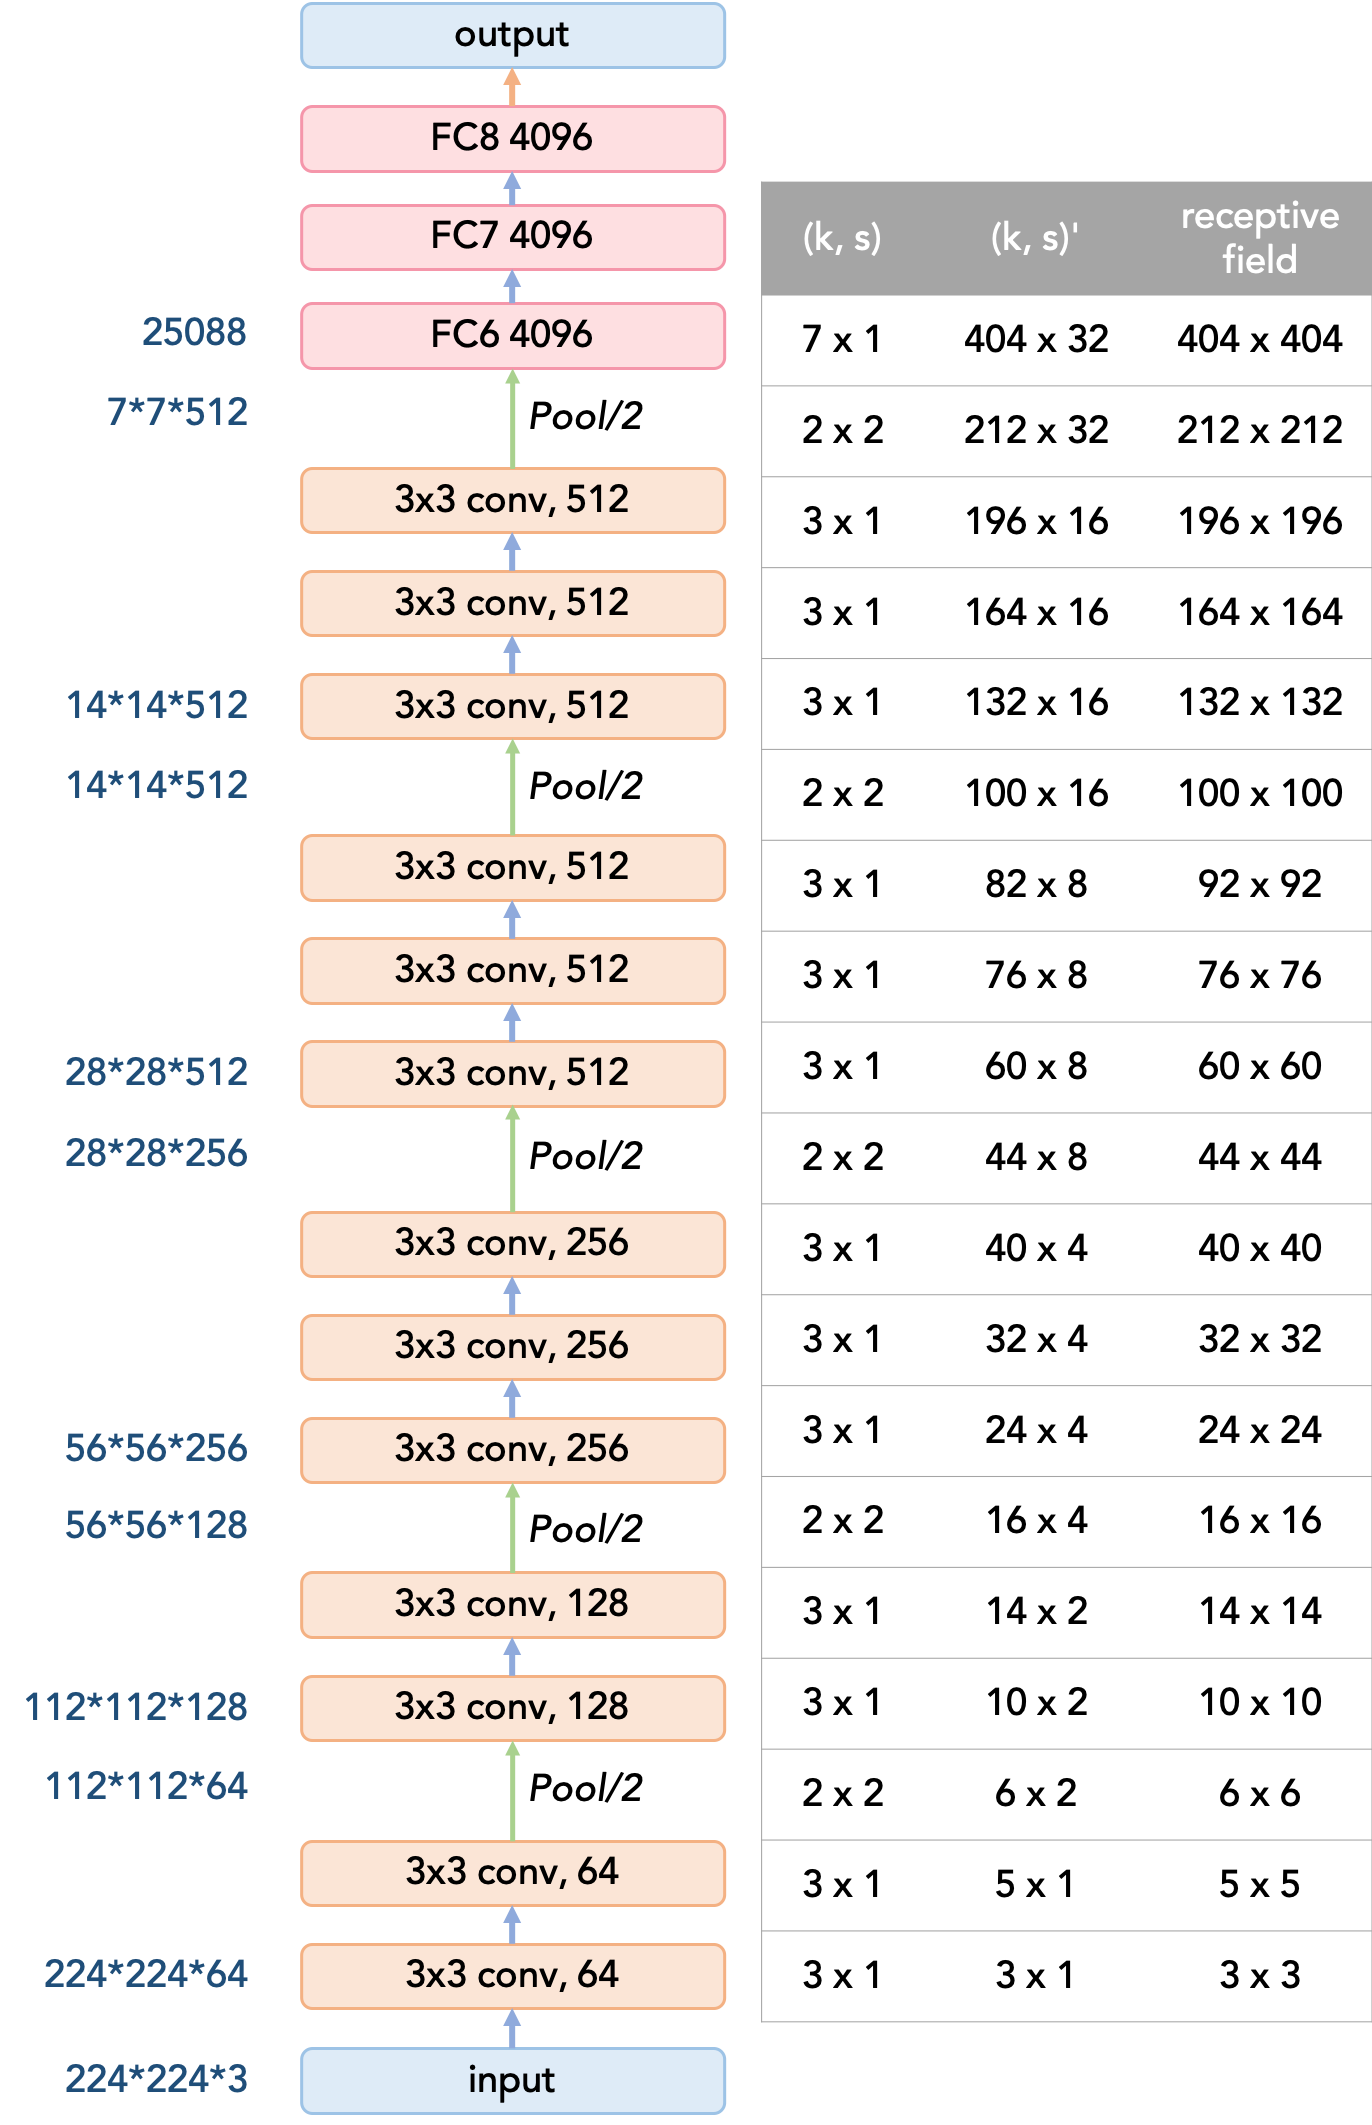 output
FC8 4096
FC7 4096
25088 FC6 4096
7*7*512 Pool/2
3x3 conv, 512
3x3 conv, 512
14*14*512 3x3 conv, 512
14*14*512 Pool/2
3x3 conv, 512
3x3 conv, 512
28*28*512 3x3 conv, 512
28*28*256 Pool/2
3x3 conv, 256
3x3 conv, 256
56*56*256 3x3 conv, 256
56*56*128 Pool/2
3x3 conv, 128
112*112*128 3x3 conv, 128
112*112*64 Pool/2
3x3 conv, 64
224*224*64 3x3 conv, 64
224*224*3 input
(k, s) (k, s)' receptive
field
7 x 1 404 x 32 404 x 404
2 x 2 212 x 32 212 x 212
3 x 1 196 x 16 196 x 196
3 x 1 164 x 16 164 x 164
3 x 1 132 x 16 132 x 132
2 x 2 100 x 16 100 x 100
3 x 1 82 x 8 92 x 92
3 x 1 76 x 8 76 x 76
3 x 1 60 x 8 60 x 60
2 x 2 44 x 8 44 x 44
3 x 1 40 x 4 40 x 40
3 x 1 32 x 4 32 x 32
3 x 1 24 x 4 24 x 24
2 x 2 16 x 4 16 x 16
3 x 1 14 x 2 14 x 14
3 x 1 10 x 2 10 x 10
2 x 2 6 x 2 6 x 6
3 x 1 5 x 1 5 x 5
3 x 1 3 x 1 3 x 3